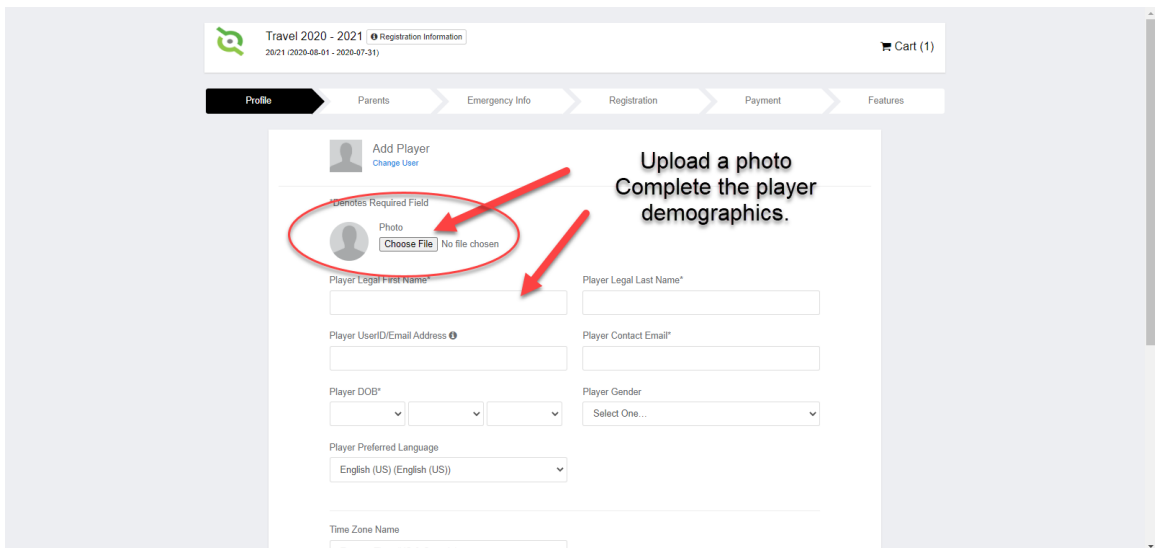 Travel 2020 - 2021 Registration Information
20/21 (2020-08-01 - 2020-07-31)
Cart (1)
Profile Parents Emergency Info Registration Payment Features
Add Player
Change User
Upload a photo
Complete the player
demographics.
*Denotes Required Field
Photo
Choose File No file chosen
Player Legal First Name* Player Legal Last Name*
Player UserID/Email Address Player Contact Email*
Player DOB* Player Gender
Select One...
Player Preferred Language
English (US) (English (US))
Time Zone Name